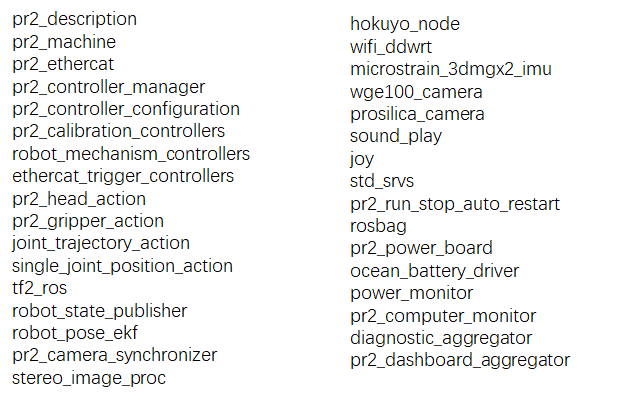 pr2_description
pr2_machine
pr2_ethercat
pr2_controller_manager
pr2_controller_configuration
pr2_calibration_controllers
robot_mechanism_controllers
ethercat_trigger_controllers
pr2_head_action
pr2_gripper_action
joint_trajectory_action
single_joint_position_action
tf2_ros
robot_state_publisher
robot_pose_ekf
pr2_camera_synchronizer
stereo_image_proc
hokuyo_node
wifi_ddwrt
microstrain_3dmgx2_imu
wge100_camera
prosilica_camera
sound_play
joy
std_srvs
pr2_run_stop_auto_restart
rosbag
pr2_power_board
ocean_battery_driver
power_monitor
pr2_computer_monitor
diagnostic_aggregator
pr2_dashboard_aggregator